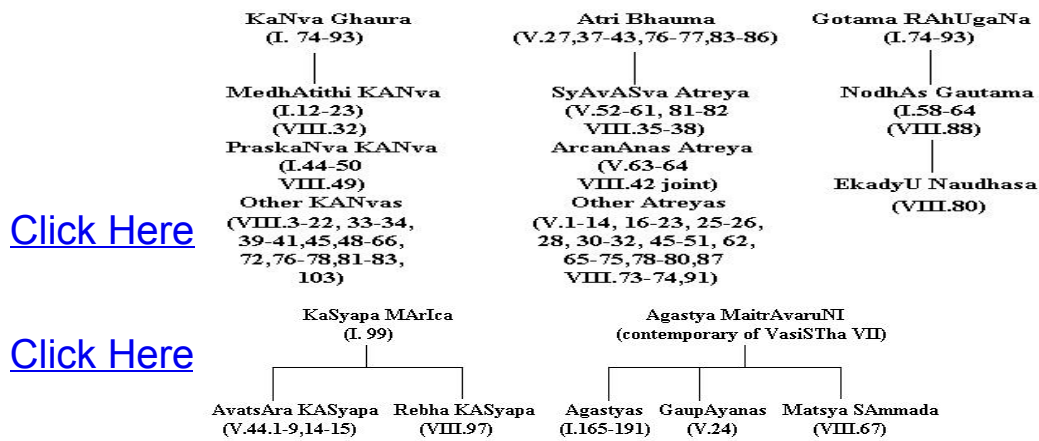 KaNva Ghaura
(I. 74-93)
MedhAtithi KANva
(I.12-23)
(VIII.32)
PraskaNva KANva
(I.44-50
VIII.49)
Other KANvas
(VIII.3-22, 33-34,
39-41,45,48-66,
72,76-78,81-83,
103)
Atri Bhauma
(V.27,37-43,76-77,83-86)
SyAvASva Atreya
(V.52-61, 81-82
VIII.35-38)
ArcanAnas Atreya
(V.63-64
VIII.42 joint)
Other Atreyas
(V.1-14, 16-23, 25-26,
28, 30-32, 45-51, 62,
65-75,78-80,87
VIII.73-74,91)
Gotama RAhUgaNa
(I.74-93)
NodhAs Gautama
(I.58-64
(VIII.88)
EkadyU Naudhasa
(VIII.80)
Click Here
Click Here
KaSyapa MArIca
(I. 99)
AvatsAra KASyapa
(V.44.1-9,14-15)
Rebha KASyapa
(VIII.97)
Agastya MaitrAvaruNI
(contemporary of VasiSTha VII)
Agastyas
(I.165-191)
GaupAyanas
(V.24)
Matsya SAmmada
(VIII.67)